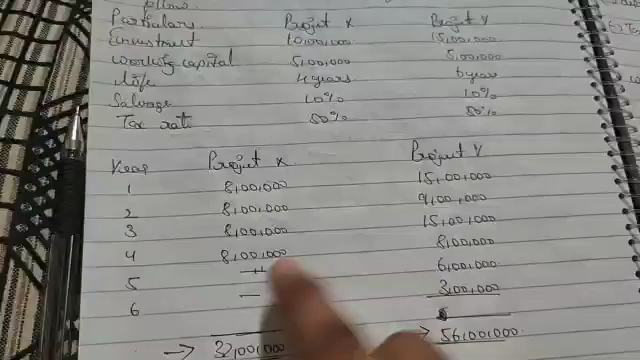 follow
Particulars Project X Project Y
Investment 10,00,000 15,00,000
Working capital 5,00,000 5,00,000
life 4 years 6 year
Salvage 10% 10%
Tax rate 50% 50%
Year Project X Project Y
1 8,00,000 15,00,000
2 8,00,000 9,00,000
3 8,00,000 15,00,000
4 8,00,000 8,00,000
5 — 6,00,000
6 — 3,00,000
→ 32,00,000 → 56,00,000